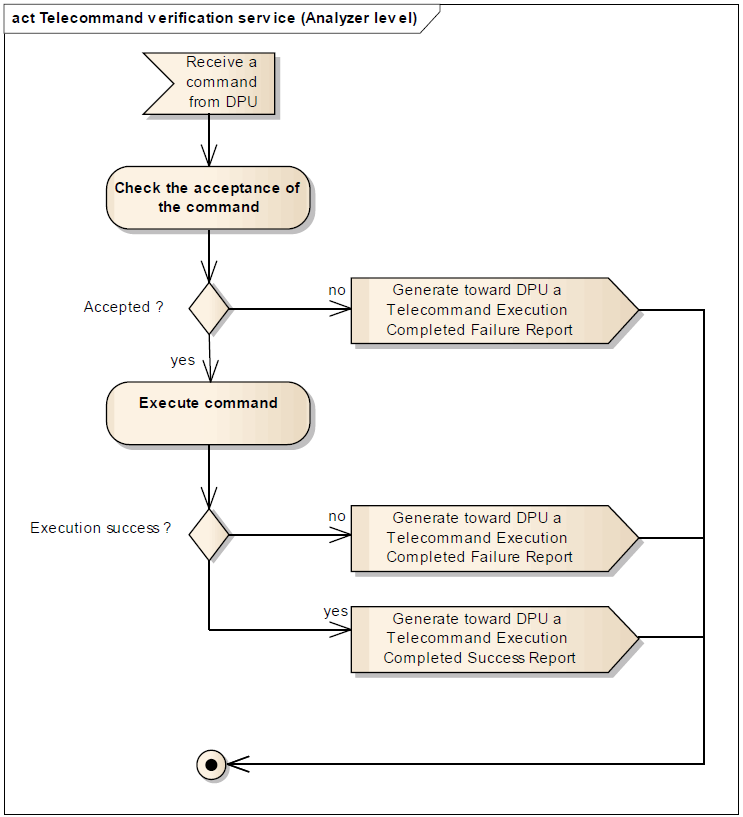 act Telecommand verification service (Analyzer level)
Receive a
command
from DPU
Check the acceptance of
the command
Accepted ?
no
Generate toward DPU a
Telecommand Execution
Completed Failure Report
yes
Execute command
Execution success ?
no
Generate toward DPU a
Telecommand Execution
Completed Failure Report
yes
Generate toward DPU a
Telecommand Execution
Completed Success Report